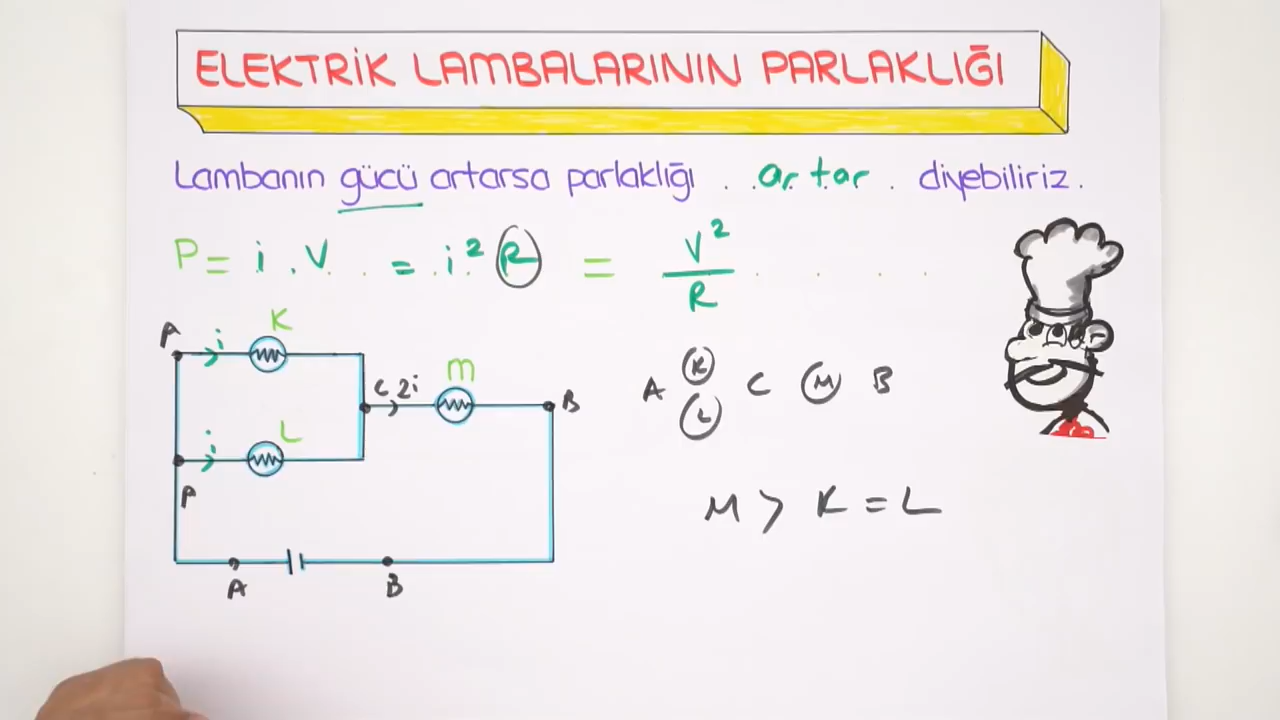 ELEKTRİK LAMBALARININ PARLAKLIĞI
Lambanın gücü artarsa parlaklığı . artar . diyebiliriz.
P = i . V = i² R = V² / R
A i K
C 2i M B
i L
A
A B
A K L C M B
M > K = L